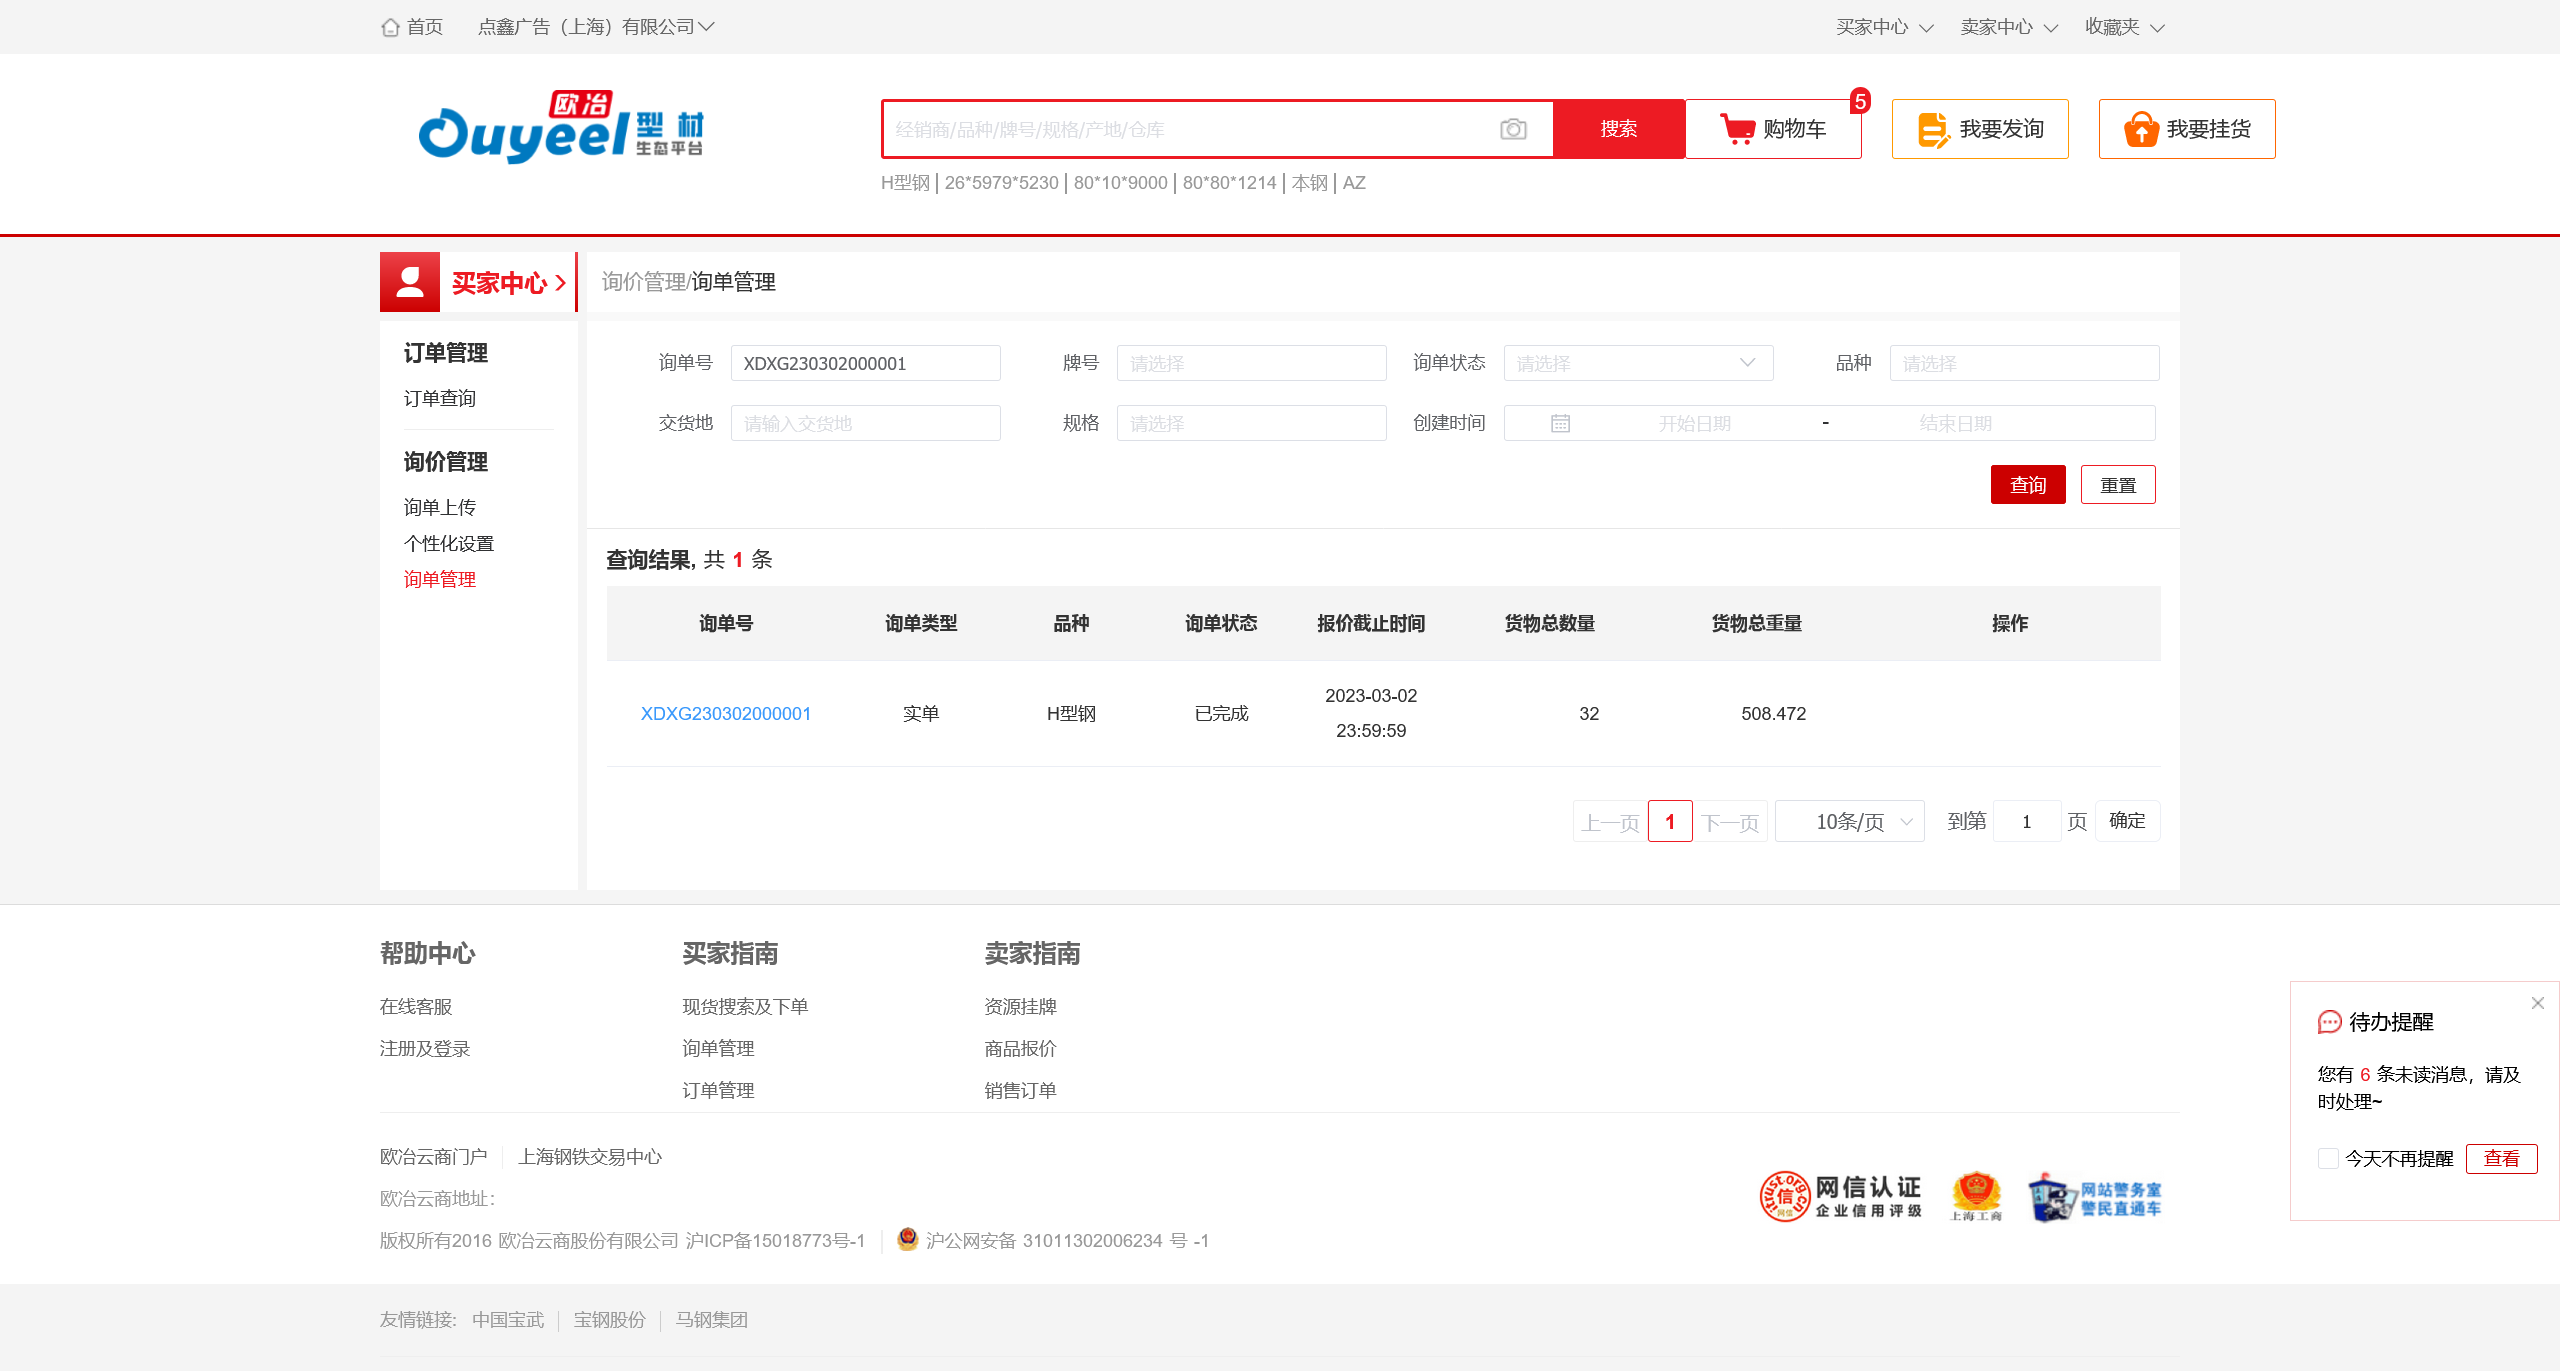 首页 点鑫广告（上海）有限公司 买家中心 卖家中心 收藏夹
欧冶 Ouyeel 型材 生态平台
经销商/品种/牌号/规格/产地/仓库 搜索 购物车 5 我要发询 我要挂货
H型钢 | 26*5979*5230 | 80*10*9000 | 80*80*1214 | 本钢 | AZ
买家中心 询价管理/询单管理
订单管理
订单查询
询价管理
询单上传
个性化设置
询单管理
询单号 XDXG230302000001 牌号 请选择 询单状态 请选择 品种 请选择
交货地 请输入交货地 规格 请选择 创建时间 开始日期 - 结束日期
查询 重置
查询结果, 共 1 条
询单号 询单类型 品种 询单状态 报价截止时间 货物总数量 货物总重量 操作
XDXG230302000001 实单 H型钢 已完成 2023-03-02 23:59:59 32 508.472
上一页 1 下一页 10条/页 到第 1 页 确定
帮助中心 买家指南 卖家指南
在线客服 现货搜索及下单 资源挂牌
注册及登录 询单管理 商品报价
订单管理 销售订单
待办提醒
您有 6 条未读消息，请及
时处理~
今天不再提醒 查看
欧冶云商门户 上海钢铁交易中心
欧冶云商地址：
版权所有2016 欧冶云商股份有限公司 沪ICP备15018773号-1 沪公网安备 31011302006234 号 -1
trust.org 信 网信 网信认证 企业信用评级 上海工商 网站警务室 警民直通车
友情链接: 中国宝武 宝钢股份 马钢集团